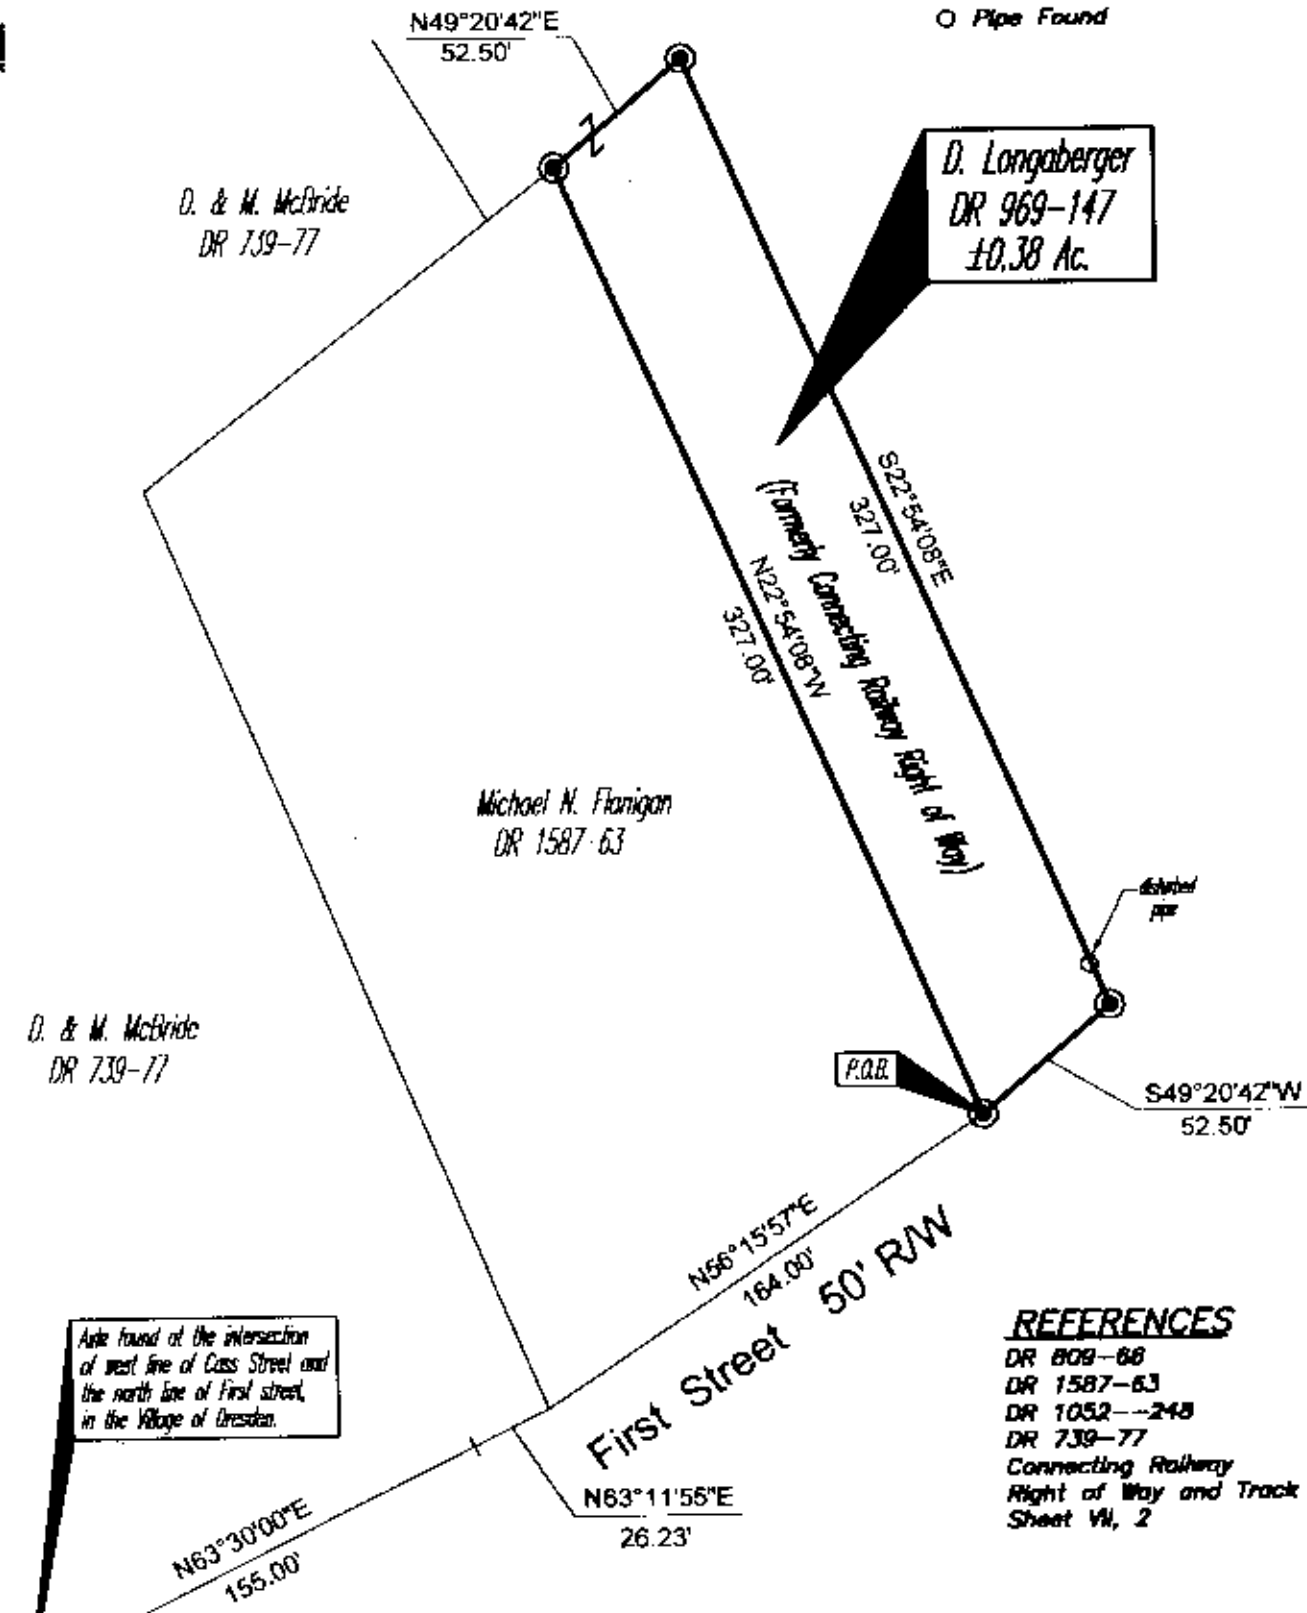 N49°20'42"E
52.50'
Pipe Found
D. & M. McBride
DR 739-77
D. Longaberger
DR 969-147
±0.38 Ac.
S22°54'08"E
327.00'
(Formerly Connecting Railway Right of Way)
N22°54'08"W
327.00'
Michael N. Flanigan
DR 1587-63
disturbed
pipe
D. & M. McBride
DR 739-77
P.O.B.
S49°20'42"W
52.50'
N56°15'57"E
164.00'
First Street 50' R/W
Axle found at the intersection
of west line of Cass Street and
the north line of First street,
in the Village of Dresden.
N63°11'55"E
26.23'
N63°30'00"E
155.00'
REFERENCES
DR 809-66
DR 1587-63
DR 1052--248
DR 739-77
Connecting Railway
Right of Way and Track
Sheet 2